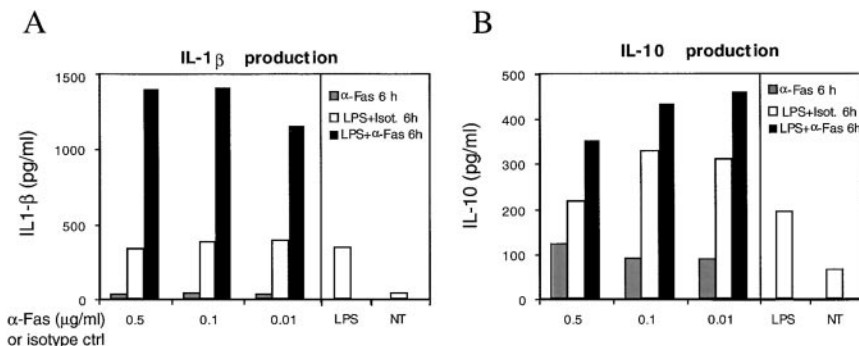 A
IL-1β production
1500
1000
500
0
IL1-β (pg/ml)
α-Fas 6 h
LPS+Isot. 6h
LPS+α-Fas 6h
α-Fas (μg/ml)
or isotype ctrl
0.5 0.1 0.01 LPS NT
B
IL-10 production
500
400
300
200
100
0
IL-10 (pg/ml)
α-Fas 6 h
LPS+Isot. 6h
LPS+α-Fas 6h
0.5 0.1 0.01 LPS NT